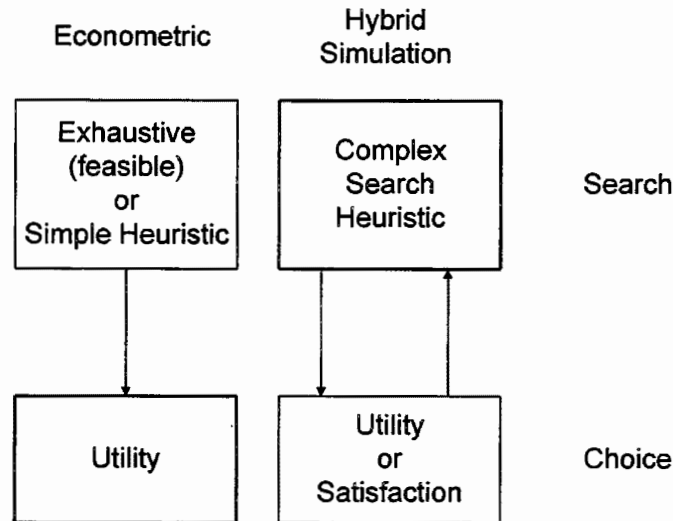 Econometric
Hybrid
Simulation
Exhaustive
(feasible)
or
Simple Heuristic
Complex
Search
Heuristic
Search
Utility
Utility
or
Satisfaction
Choice